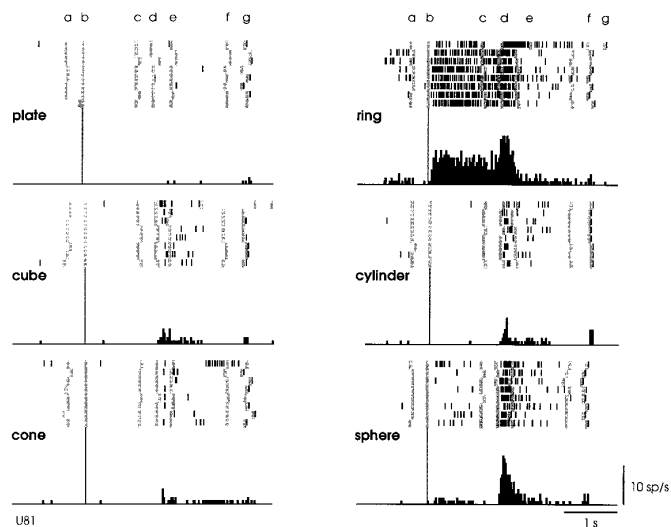 a b c d e f g
a b c d e f g
plate
ring
cube
cylinder
cone
sphere
10 sp/s
1 s
U81